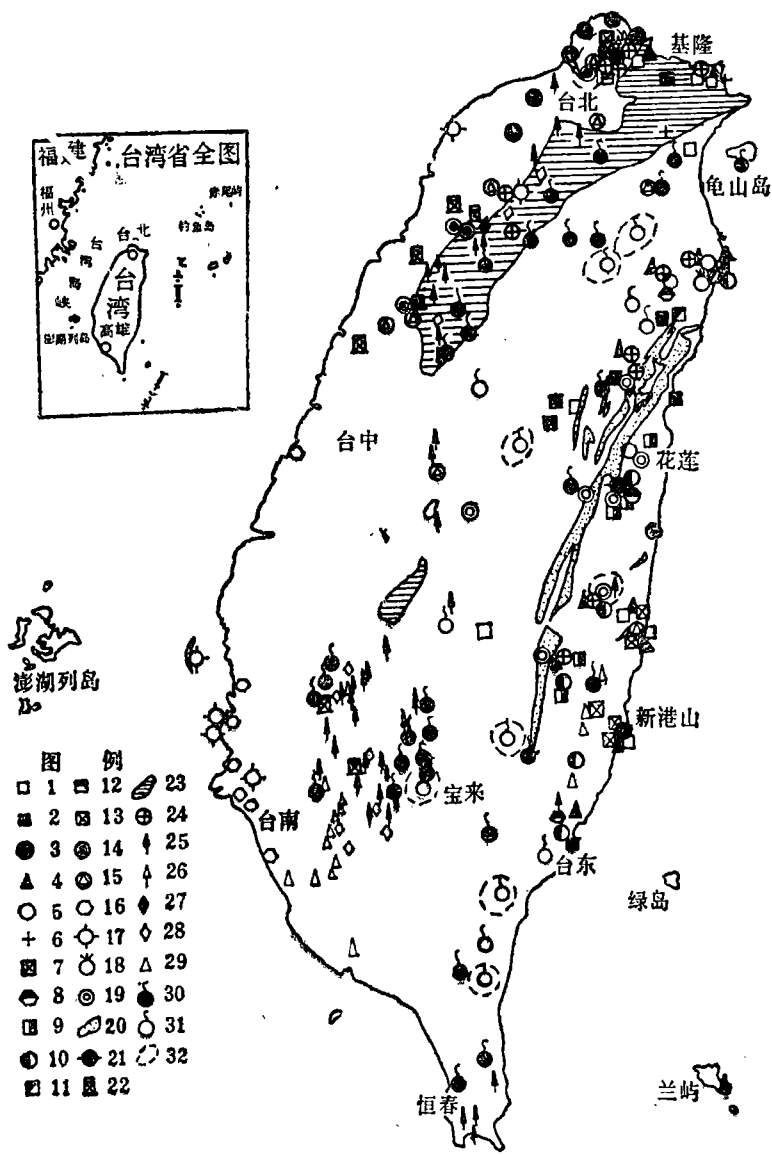 基隆
台北
龟山岛
福建
台湾省全图
福州
赤尾屿
钓鱼岛
台北
台湾
海峡
台湾
高雄
澎湖列岛
台中
花莲
澎湖列岛
新港山
宝来
台南
台东
绿岛
兰屿
恒春
图 例
1 12 23
2 13 24
3 14 25
4 15 26
5 16 27
6 17 28
7 18 29
8 19 30
9 20 31
10 21 32
11 22